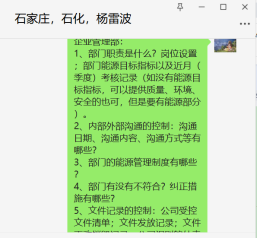 石家庄，石化，杨雷波
企业管理部：
1、部门职责是什么？岗位设置
；部门能源目标指标以及近月（
季度）考核记录（如没有能源目
标指标，可以提供质量、环境、
安全的也可，但是要有能源部分
）。
2、内部外部沟通的控制：沟通
日期、沟通内容、沟通方式等有
哪些？
3、部门的能源管理制度有哪些
？
4、部门有没有不符合？纠正措
施有哪些？
5、文件记录的控制：公司受控
文件清单；文件发放记录；文件